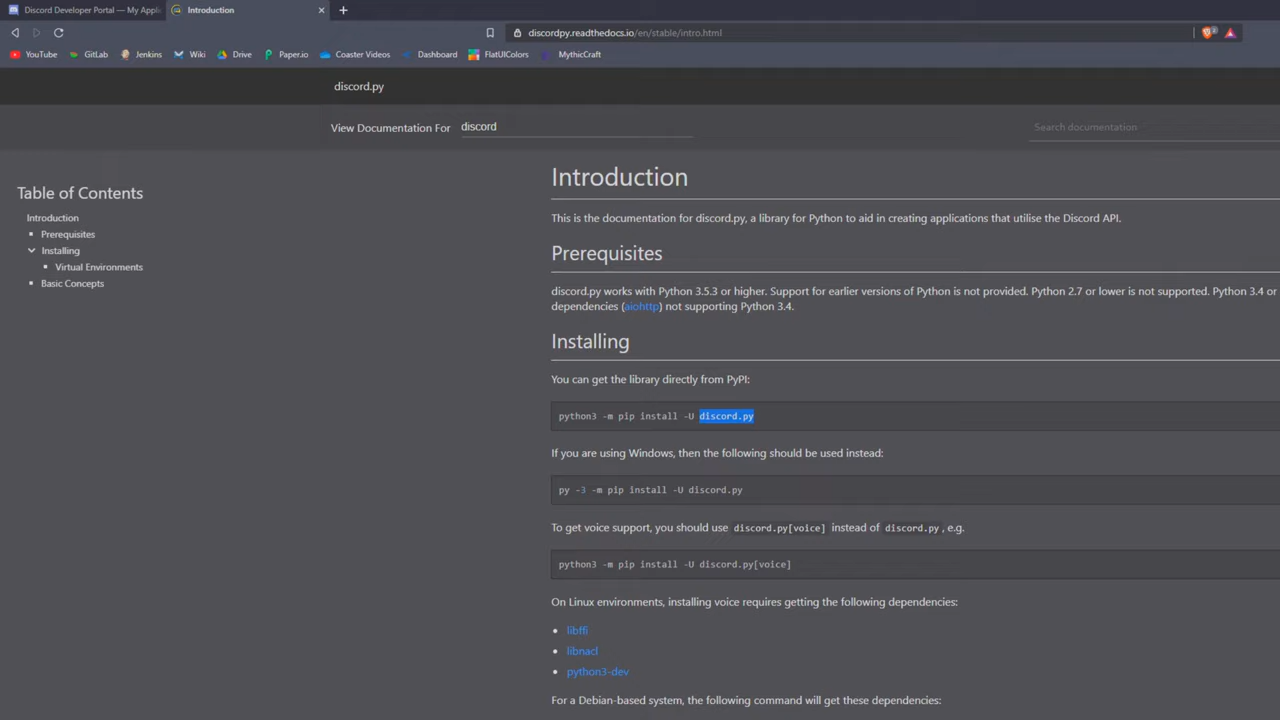 Discord Developer Portal — My Appli
Introduction
discordpy.readthedocs.io/en/stable/intro.html
YouTube GitLab Jenkins Wiki Drive Paper.io Coaster Videos Dashboard FlatUIColors MythicCraft
discord.py
View Documentation For discord
Search documentation
Table of Contents
Introduction
Prerequisites
Installing
Virtual Environments
Basic Concepts
Introduction
This is the documentation for discord.py, a library for Python to aid in creating applications that utilise the Discord API.
Prerequisites
discord.py works with Python 3.5.3 or higher. Support for earlier versions of Python is not provided. Python 2.7 or lower is not supported. Python 3.4 or
dependencies (aiohttp) not supporting Python 3.4.
Installing
You can get the library directly from PyPI:
python3 -m pip install -U discord.py
If you are using Windows, then the following should be used instead:
py -3 -m pip install -U discord.py
To get voice support, you should use discord.py[voice] instead of discord.py, e.g.
python3 -m pip install -U discord.py[voice]
On Linux environments, installing voice requires getting the following dependencies:
libffi
libnacl
python3-dev
For a Debian-based system, the following command will get these dependencies: